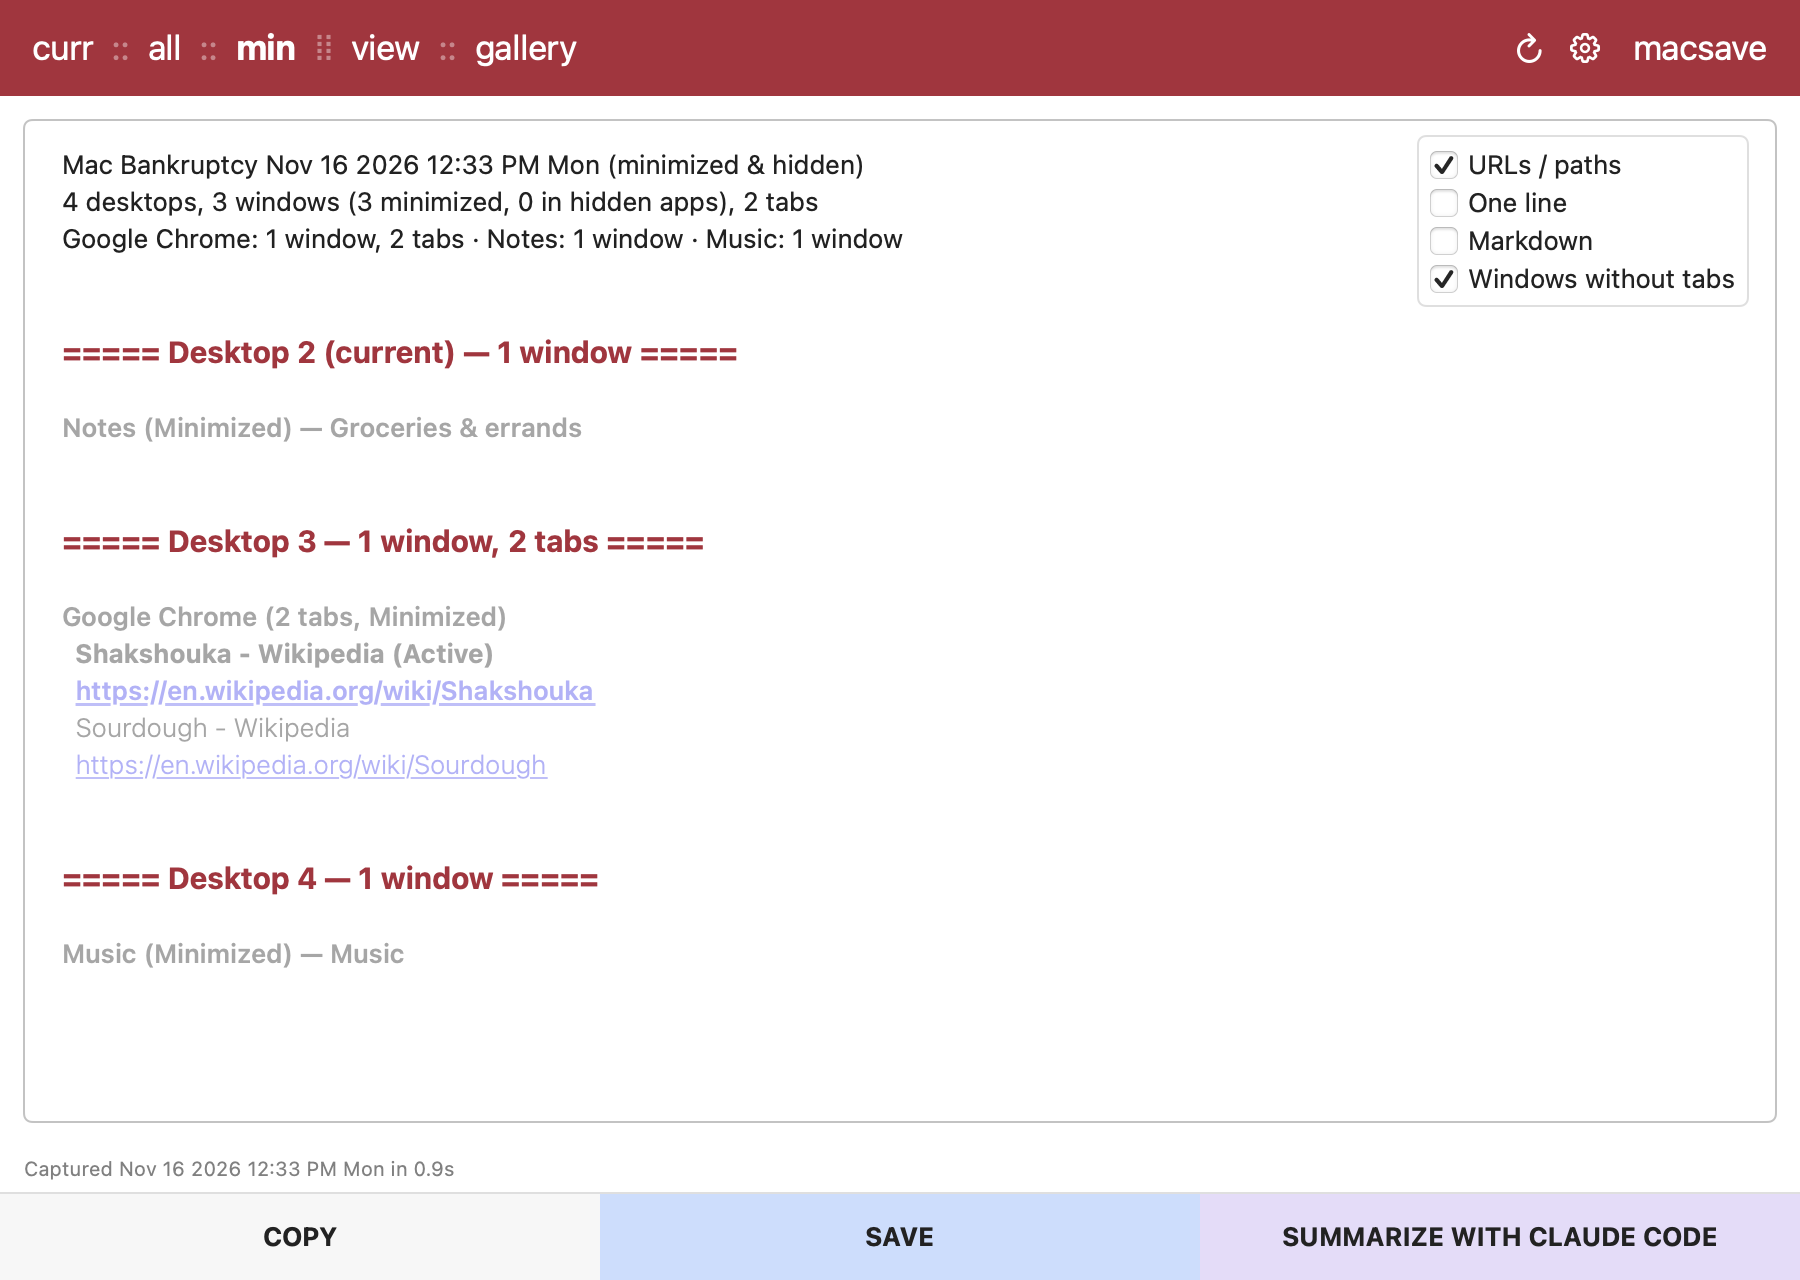 curr :: all :: min ⣿ view :: gallery
macsave
Mac Bankruptcy Nov 16 2026 12:33 PM Mon (minimized & hidden)
4 desktops, 3 windows (3 minimized, 0 in hidden apps), 2 tabs
Google Chrome: 1 window, 2 tabs · Notes: 1 window · Music: 1 window
URLs / paths
One line
Markdown
Windows without tabs
===== Desktop 2 (current) — 1 window =====
Notes (Minimized) — Groceries & errands
===== Desktop 3 — 1 window, 2 tabs =====
Google Chrome (2 tabs, Minimized)
Shakshouka - Wikipedia (Active)
https://en.wikipedia.org/wiki/Shakshouka
Sourdough - Wikipedia
https://en.wikipedia.org/wiki/Sourdough
===== Desktop 4 — 1 window =====
Music (Minimized) — Music
Captured Nov 16 2026 12:33 PM Mon in 0.9s
COPY
SAVE
SUMMARIZE WITH CLAUDE CODE